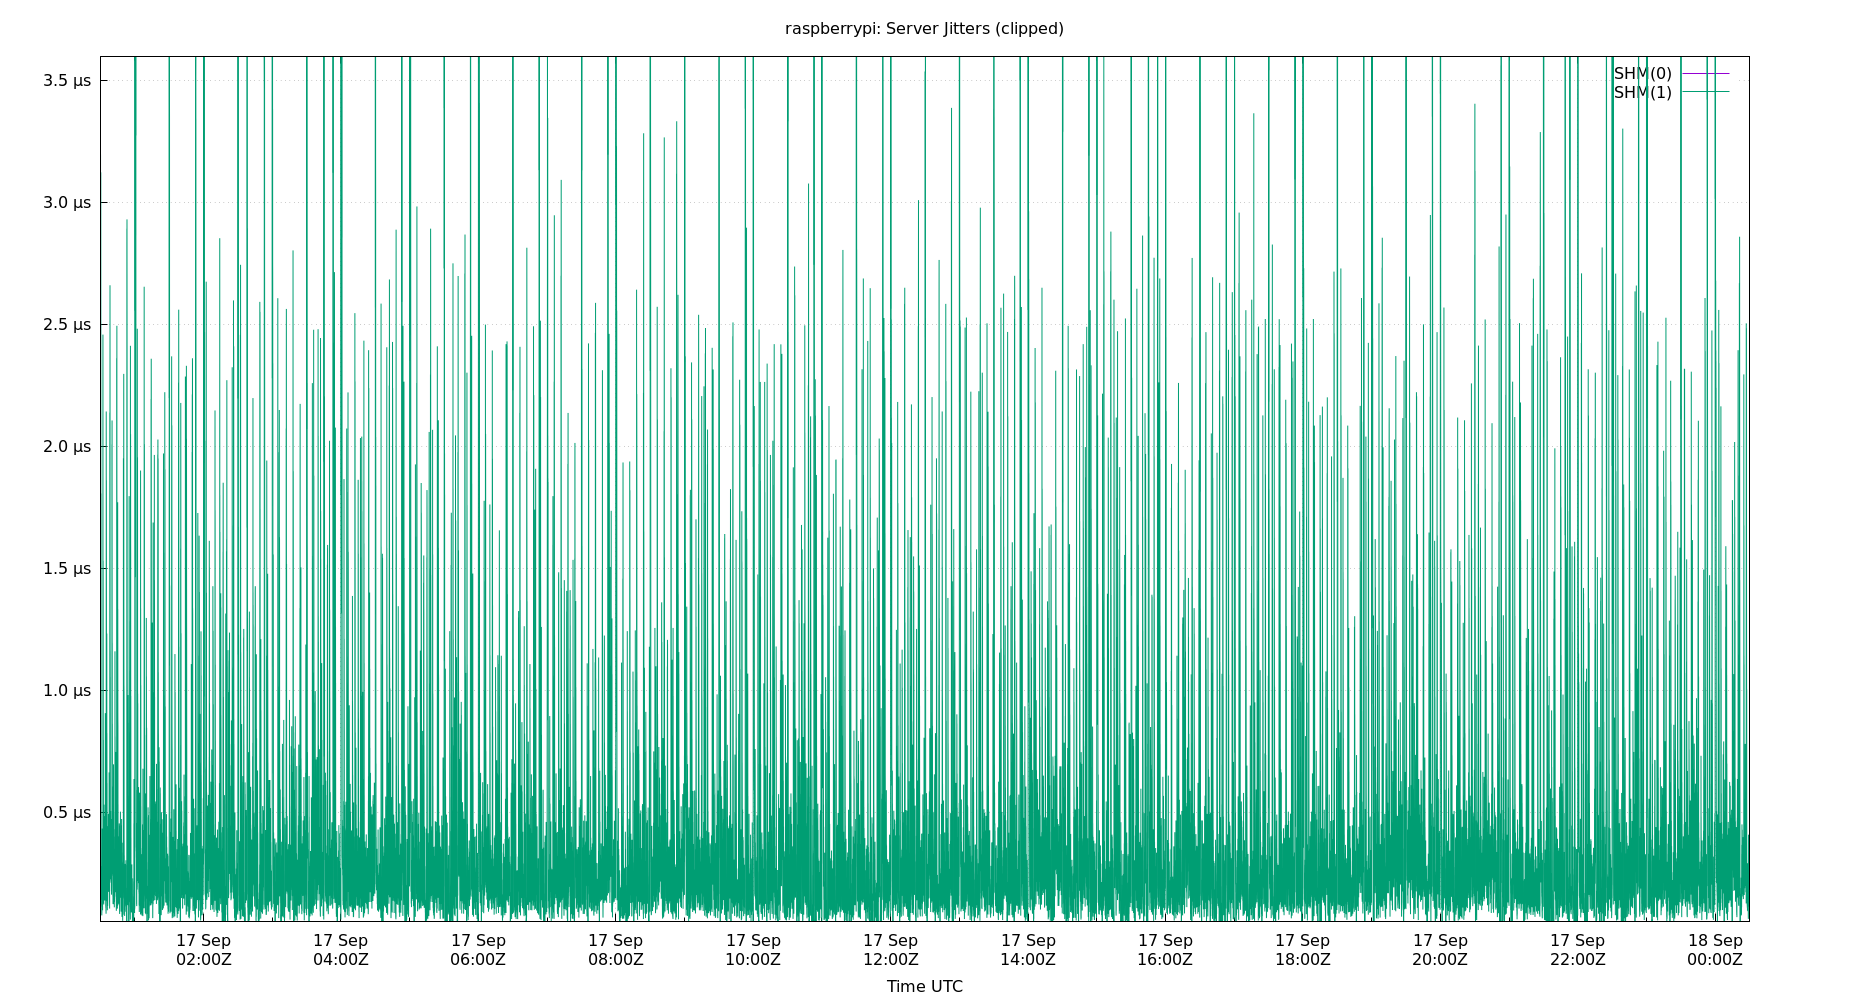 raspberrypi: Server Jitters (clipped)
SHM(0)
SHM(1)
3.5 µs
3.0 µs
2.5 µs
2.0 µs
1.5 µs
1.0 µs
0.5 µs
17 Sep 17 Sep 17 Sep 17 Sep 17 Sep 17 Sep 17 Sep 17 Sep 17 Sep 17 Sep 17 Sep 18 Sep
02:00Z 04:00Z 06:00Z 08:00Z 10:00Z 12:00Z 14:00Z 16:00Z 18:00Z 20:00Z 22:00Z 00:00Z
Time UTC